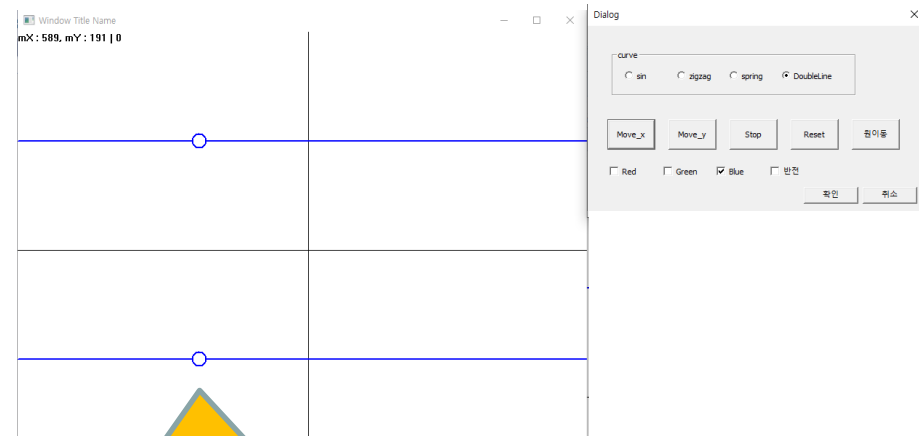 Window Title Name
mX : 589, mY : 191 | 0
Dialog
curve
sin
zigzag
spring
DoubleLine
Move_x
Move_y
Stop
Reset
원이동
Red
Green
Blue
반전
확인
취소